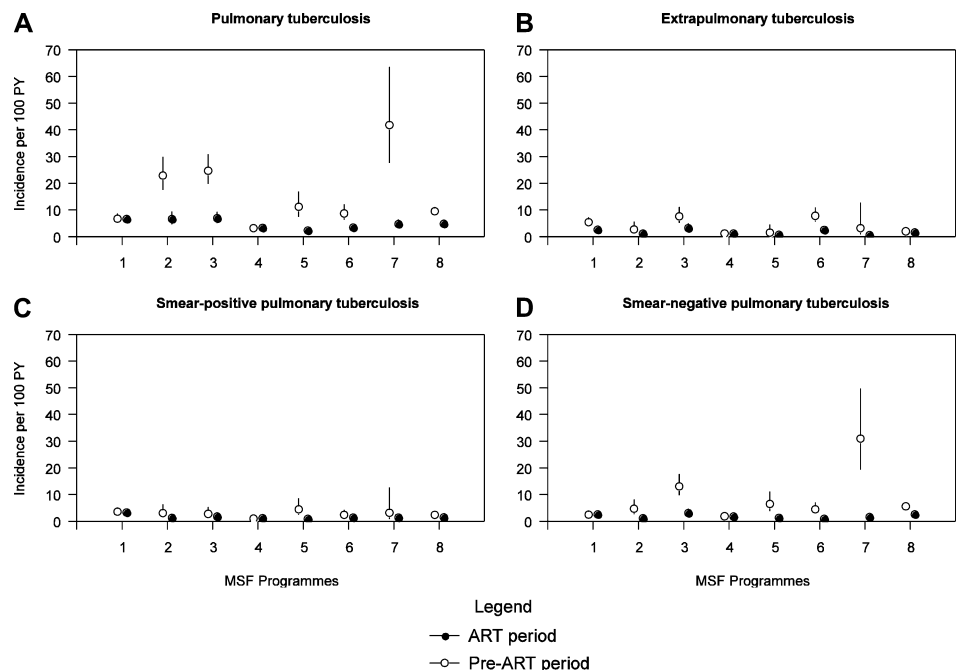 A
Pulmonary tuberculosis
Incidence per 100 PY
70
60
50
40
30
20
10
0
1 2 3 4 5 6 7 8
B
Extrapulmonary tuberculosis
70
60
50
40
30
20
10
0
1 2 3 4 5 6 7 8
C
Smear-positive pulmonary tuberculosis
Incidence per 100 PY
70
60
50
40
30
20
10
0
1 2 3 4 5 6 7 8
MSF Programmes
D
Smear-negative pulmonary tuberculosis
70
60
50
40
30
20
10
0
1 2 3 4 5 6 7 8
MSF Programmes
Legend
ART period
Pre-ART period